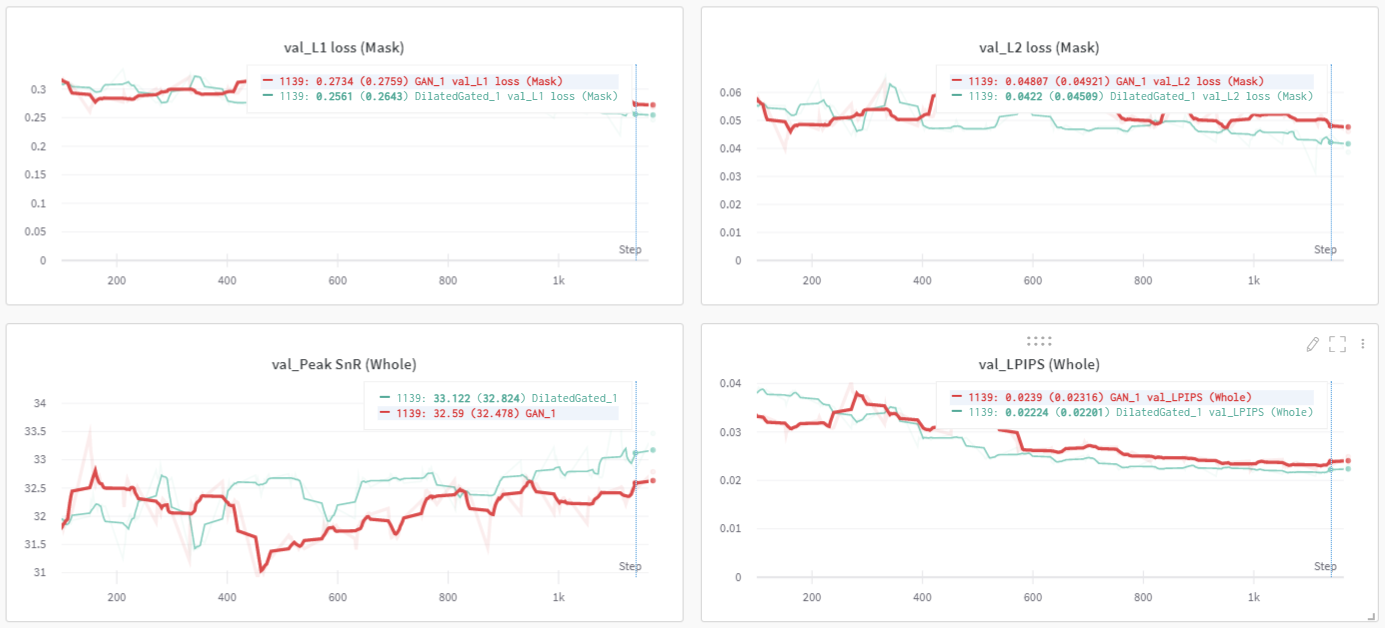 val_L1 loss (Mask)
1139: 0.2734 (0.2759) GAN_1 val_L1 loss (Mask)
1139: 0.2561 (0.2643) DilatedGated_1 val_L1 loss (Mask)
0.3
0.25
0.2
0.15
0.1
0.05
0
Step
200
400
600
800
1k
val_L2 loss (Mask)
1139: 0.04807 (0.04921) GAN_1 val_L2 loss (Mask)
1139: 0.0422 (0.04509) DilatedGated_1 val_L2 loss (Mask)
0.06
0.05
0.04
0.03
0.02
0.01
0
Step
200
400
600
800
1k
val_Peak SnR (Whole)
1139: 33.122 (32.824) DilatedGated_1
1139: 32.59 (32.478) GAN_1
34
33.5
33
32.5
32
31.5
31
Step
200
400
600
800
1k
val_LPIPS (Whole)
1139: 0.0239 (0.02316) GAN_1 val_LPIPS (Whole)
1139: 0.02224 (0.02201) DilatedGated_1 val_LPIPS (Whole)
0.04
0.03
0.02
0.01
0
Step
200
400
600
800
1k